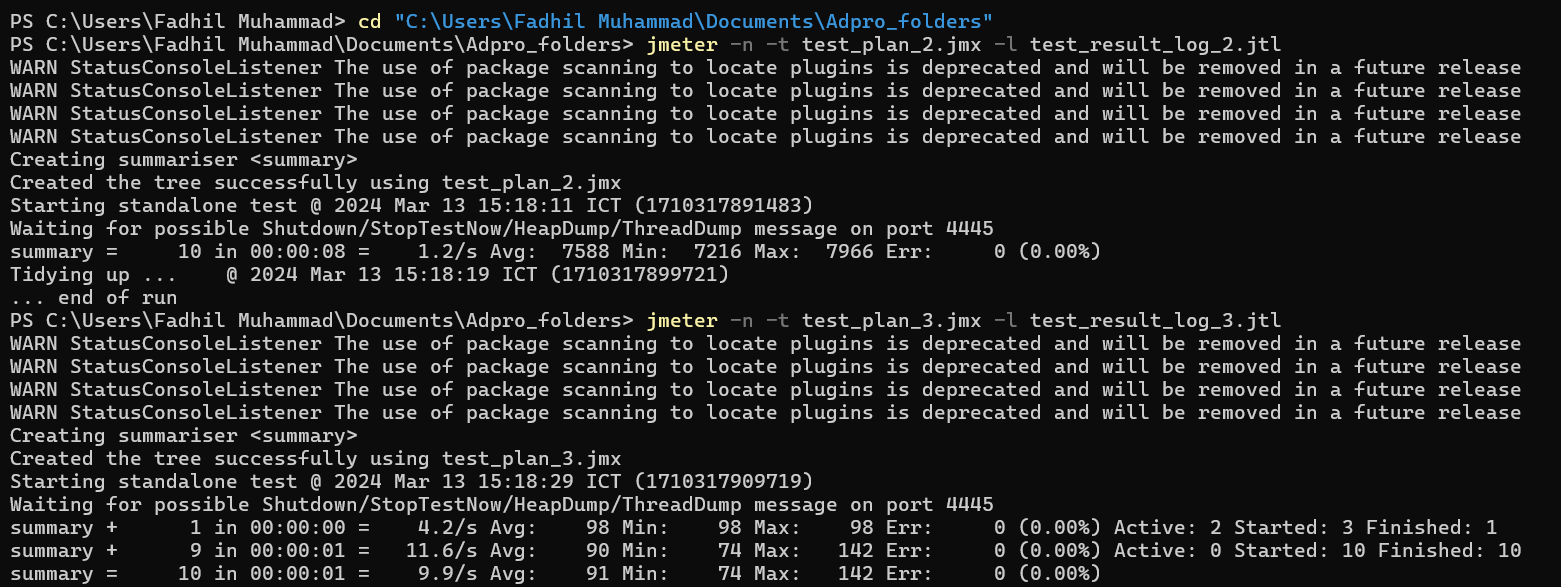 PS C:\Users\Fadhil Muhammad> cd "C:\Users\Fadhil Muhammad\Documents\Adpro_folders"
PS C:\Users\Fadhil Muhammad\Documents\Adpro_folders> jmeter -n -t test_plan_2.jmx -l test_result_log_2.jtl
WARN StatusConsoleListener The use of package scanning to locate plugins is deprecated and will be removed in a future release
WARN StatusConsoleListener The use of package scanning to locate plugins is deprecated and will be removed in a future release
WARN StatusConsoleListener The use of package scanning to locate plugins is deprecated and will be removed in a future release
WARN StatusConsoleListener The use of package scanning to locate plugins is deprecated and will be removed in a future release
Creating summariser <summary>
Created the tree successfully using test_plan_2.jmx
Starting standalone test @ 2024 Mar 13 15:18:11 ICT (1710317891483)
Waiting for possible Shutdown/StopTestNow/HeapDump/ThreadDump message on port 4445
summary =     10 in 00:00:08 =    1.2/s Avg:  7588 Min:  7216 Max:  7966 Err:     0 (0.00%)
Tidying up ...    @ 2024 Mar 13 15:18:19 ICT (1710317899721)
... end of run
PS C:\Users\Fadhil Muhammad\Documents\Adpro_folders> jmeter -n -t test_plan_3.jmx -l test_result_log_3.jtl
WARN StatusConsoleListener The use of package scanning to locate plugins is deprecated and will be removed in a future release
WARN StatusConsoleListener The use of package scanning to locate plugins is deprecated and will be removed in a future release
WARN StatusConsoleListener The use of package scanning to locate plugins is deprecated and will be removed in a future release
WARN StatusConsoleListener The use of package scanning to locate plugins is deprecated and will be removed in a future release
Creating summariser <summary>
Created the tree successfully using test_plan_3.jmx
Starting standalone test @ 2024 Mar 13 15:18:29 ICT (1710317909719)
Waiting for possible Shutdown/StopTestNow/HeapDump/ThreadDump message on port 4445
summary +      1 in 00:00:00 =    4.2/s Avg:    98 Min:    98 Max:    98 Err:     0 (0.00%) Active: 2 Started: 3 Finished: 1
summary +      9 in 00:00:01 =   11.6/s Avg:    90 Min:    74 Max:   142 Err:     0 (0.00%) Active: 0 Started: 10 Finished: 10
summary =     10 in 00:00:01 =    9.9/s Avg:    91 Min:    74 Max:   142 Err:     0 (0.00%)